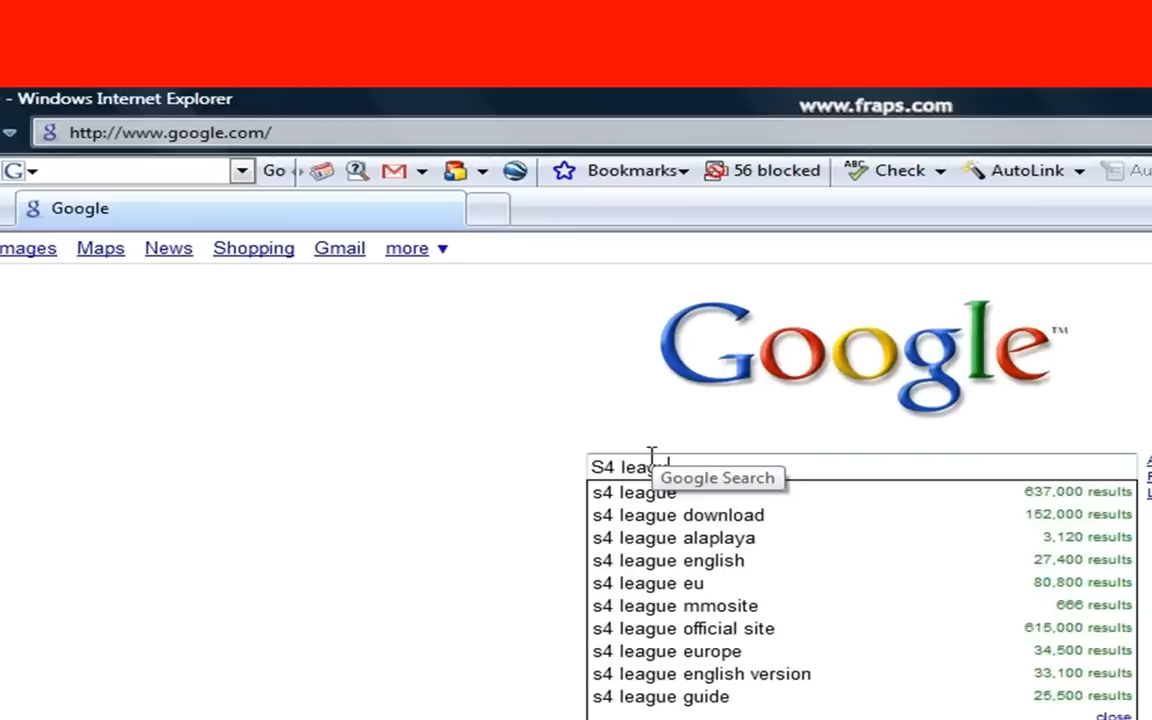 - Windows Internet Explorer
www.fraps.com
http://www.google.com/
G Go Bookmarks 56 blocked ABC Check AutoLink
Google
mages Maps News Shopping Gmail more
Google™
S4 leagu
Google Search
s4 league 637,000 results
s4 league download 152,000 results
s4 league alaplaya 3,120 results
s4 league english 27,400 results
s4 league eu 80,800 results
s4 league mmosite 666 results
s4 league official site 615,000 results
s4 league europe 34,500 results
s4 league english version 33,100 results
s4 league guide 25,500 results
close